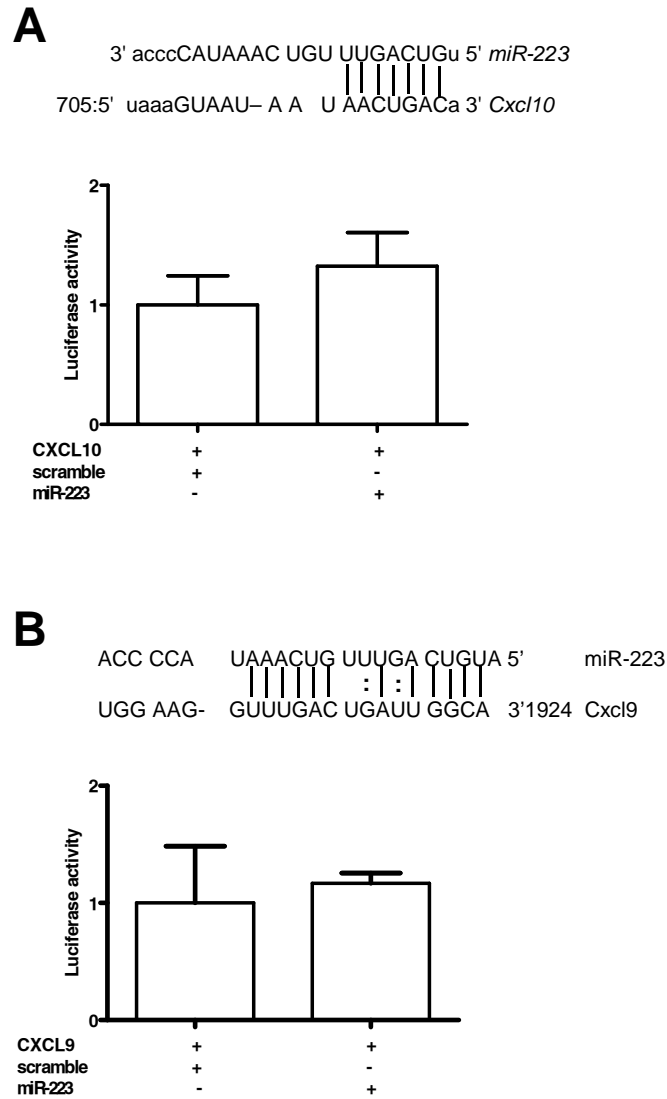 A
3' acccCAUAAAC UGU UUGACUGu 5' miR-223
705:5' uaaaGUAAU– A A U AACUGACa 3' Cxcl10
2
1
0
Luciferase activity
CXCL10 + +
scramble + -
miR-223 - +
B
ACC CCA UAAACUG UUUGA CUGUA 5’ miR-223
: :
UGG AAG- GUUUGAC UGAUU GGCA 3’1924 Cxcl9
2
1
0
Luciferase activity
CXCL9 + +
scramble + -
miR-223 - +